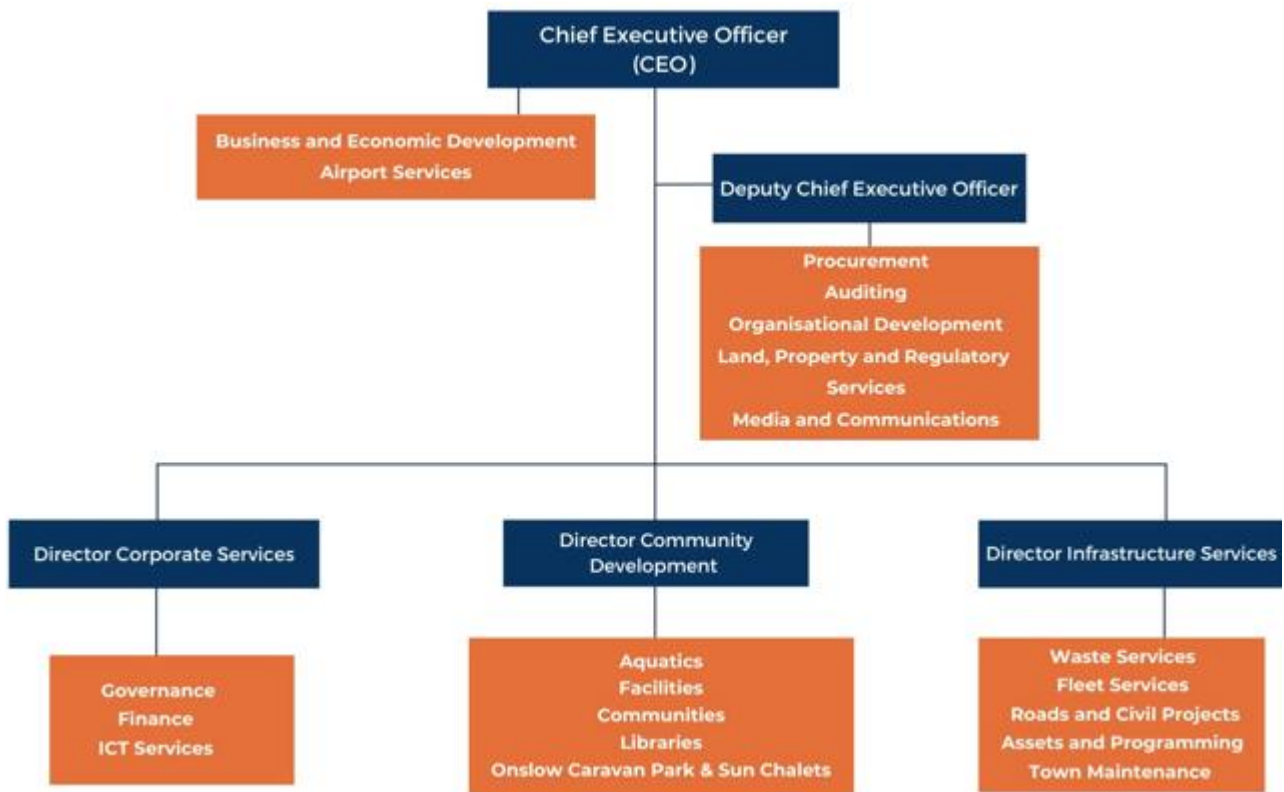 Chief Executive Officer
(CEO)
Business and Economic Development
Airport Services
Deputy Chief Executive Officer
Procurement
Auditing
Organisational Development
Land, Property and Regulatory
Services
Media and Communications
Director Corporate Services
Governance
Finance
ICT Services
Director Community
Development
Aquatics
Facilities
Communities
Libraries
Onslow Caravan Park & Sun Chalets
Director Infrastructure Services
Waste Services
Fleet Services
Roads and Civil Projects
Assets and Programming
Town Maintenance